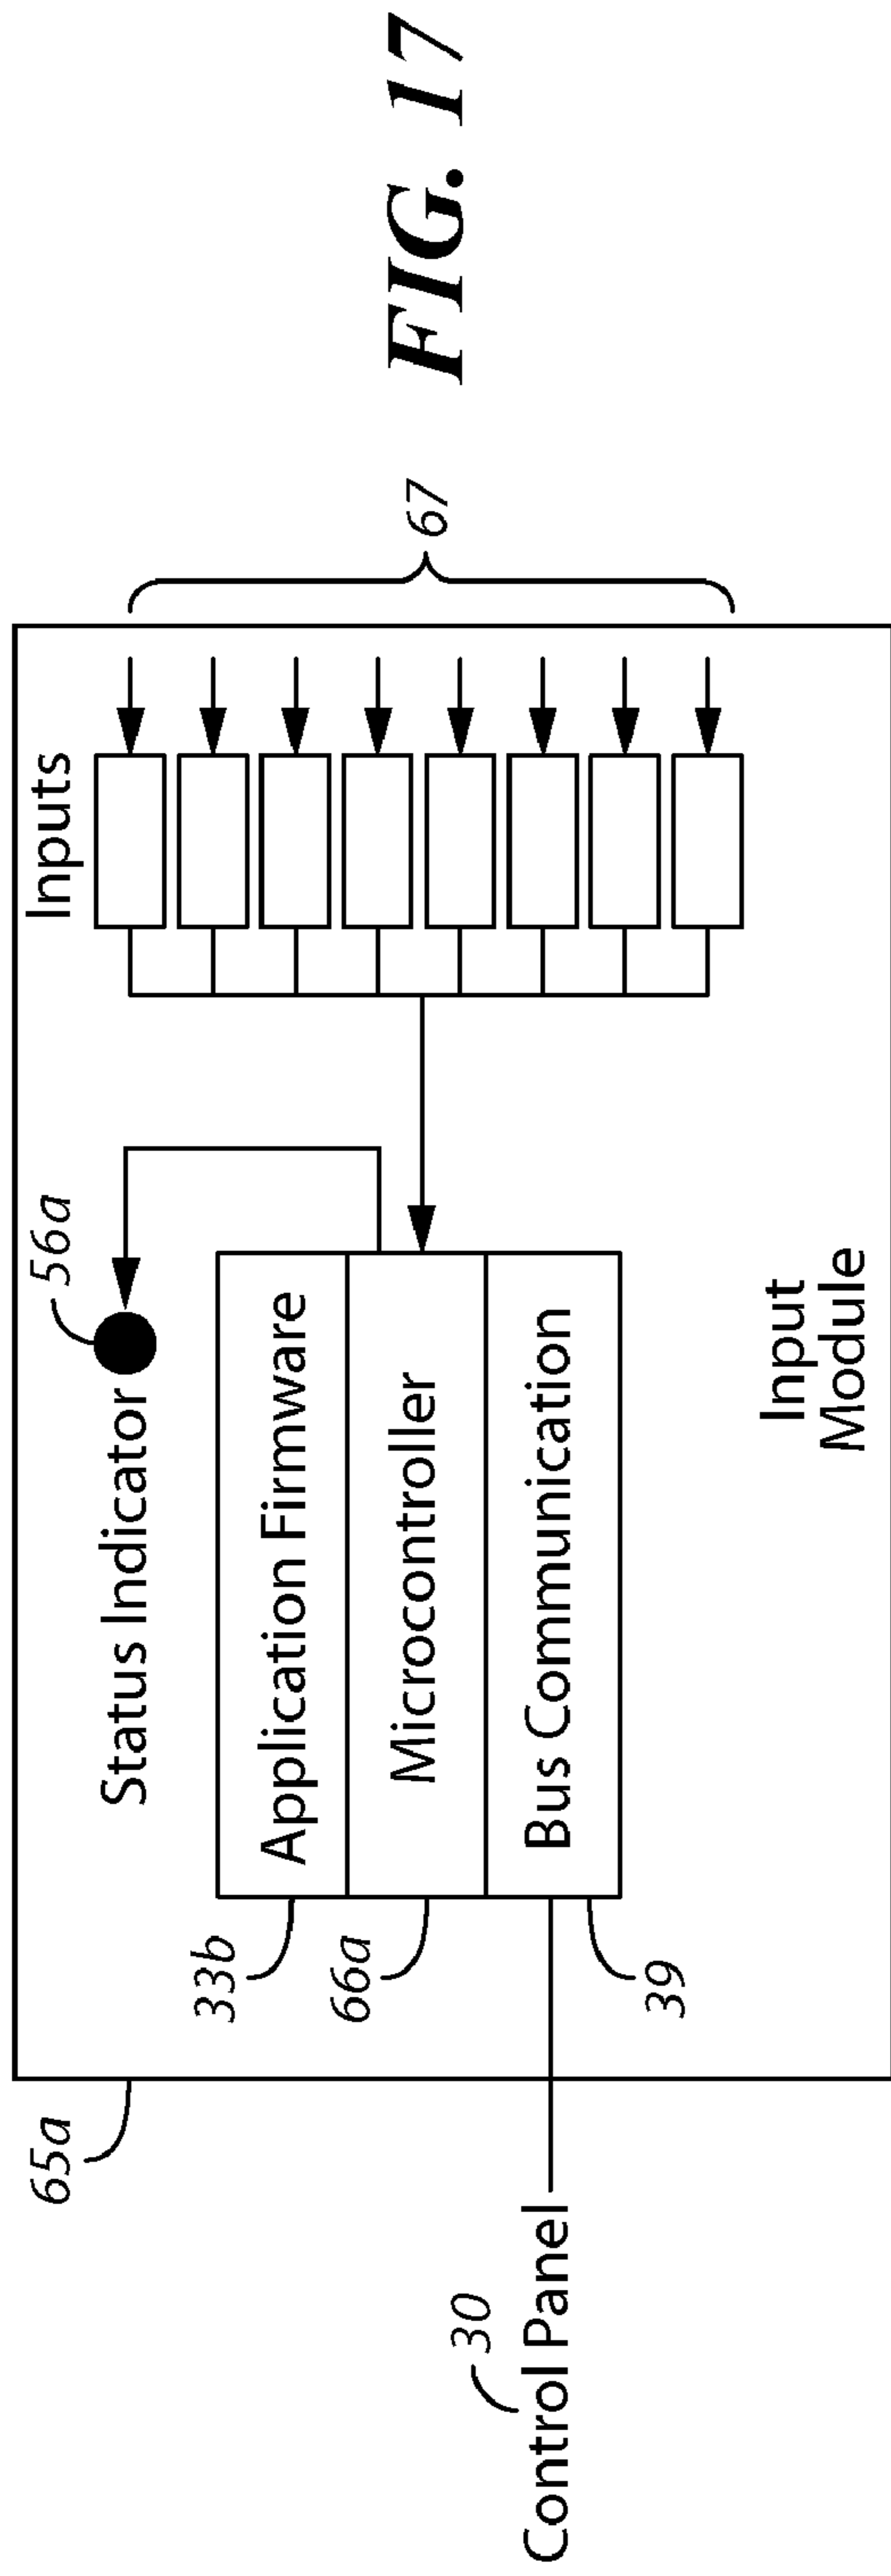 65a
56a
Inputs
Status Indicator
33b
Application Firmware
66a
Microcontroller
67
30
Control Panel
Bus Communication
39
Input
Module
FIG. 17